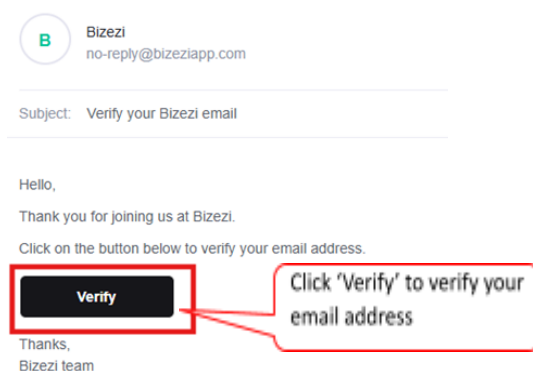 B
Bizezi
no-reply@bizeziapp.com
Subject: Verify your Bizezi email
Hello,
Thank you for joining us at Bizezi.
Click on the button below to verify your email address.
Verify
Click ‘Verify’ to verify your
email address
Thanks,
Bizezi team